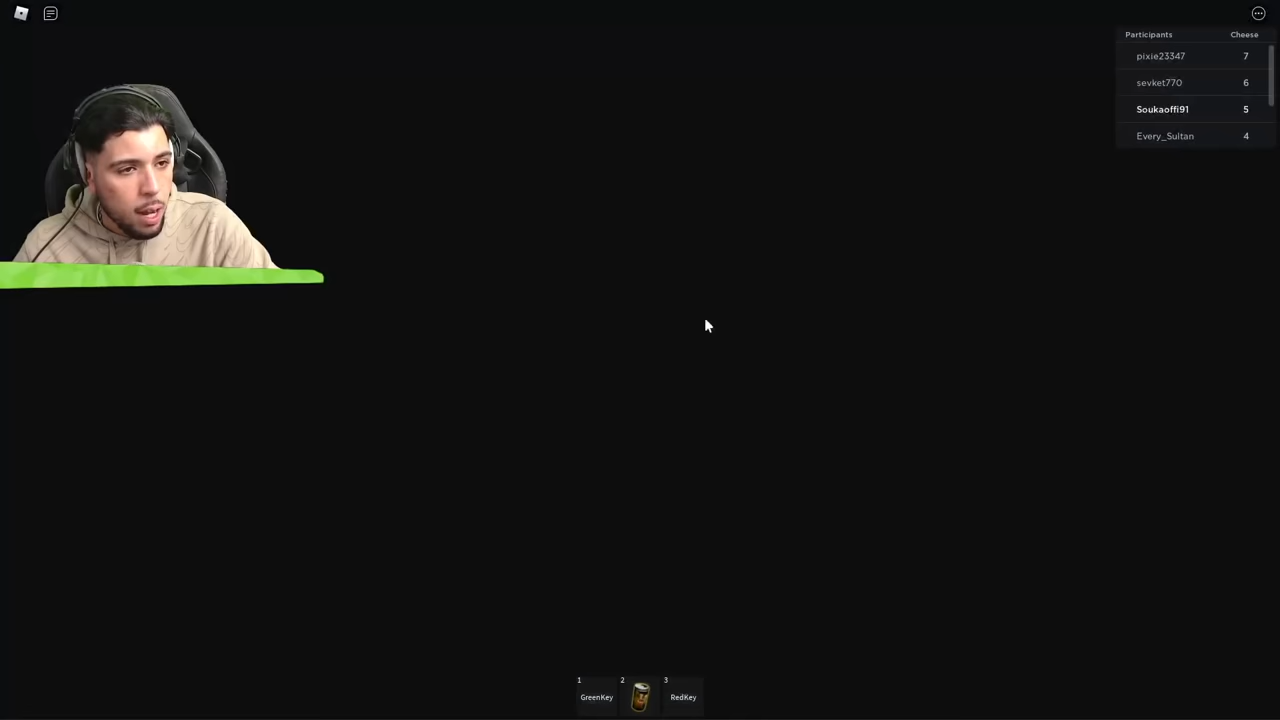 Participants Cheese
pixie23347 7
sevket770 6
Soukaoffi91 5
Every_Sultan 4
1 2 3
GreenKey RedKey